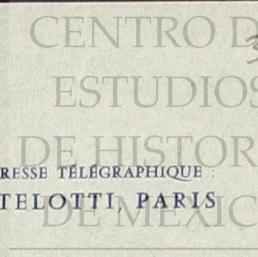 CENTRO D
ESTUDIOS
DE HISTOR
RESSE TÉLÉGRAPHIQUE :
TELOTTI, PARIS
DE MEXIC